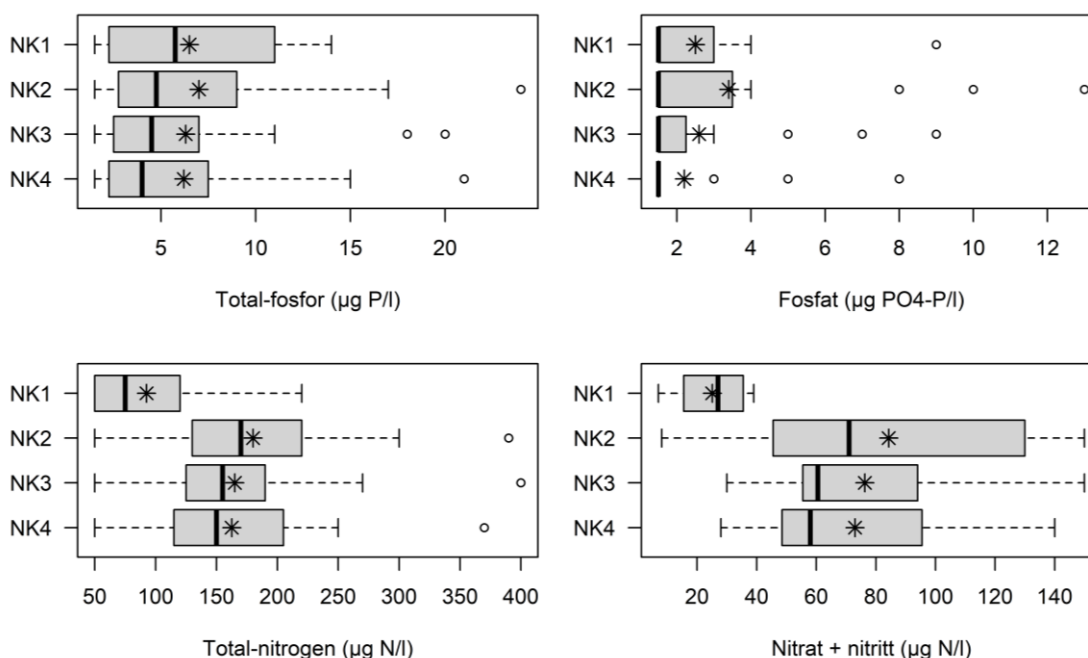 NK1
NK2
NK3
NK4
5 10 15 20
Total-fosfor (µg P/l)
NK1
NK2
NK3
NK4
2 4 6 8 10 12
Fosfat (µg PO4-P/l)
NK1
NK2
NK3
NK4
50 100 150 200 250 300 350 400
Total-nitrogen (µg N/l)
NK1
NK2
NK3
NK4
20 40 60 80 100 120 140
Nitrat + nitritt (µg N/l)